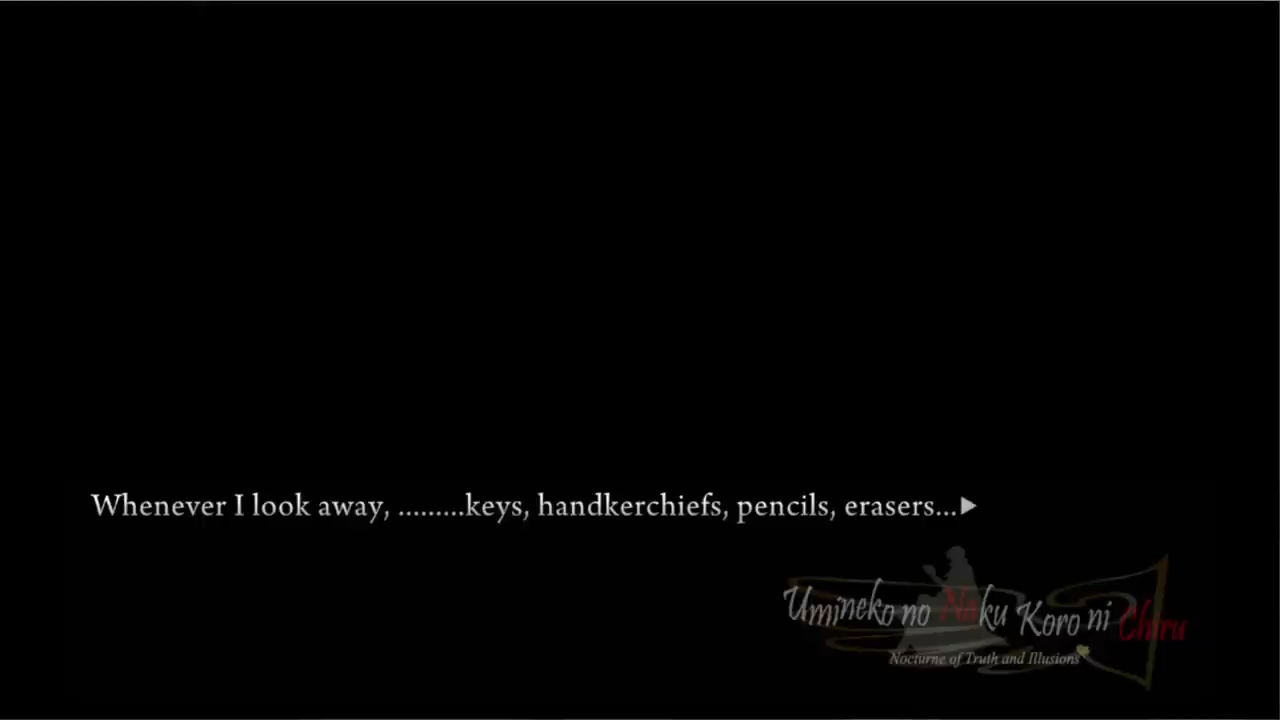 Whenever I look away, .........keys, handkerchiefs, pencils, erasers...
Umineko no Naku Koro ni Chiru
Nocturne of Truth and Illusions